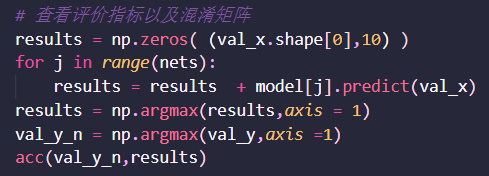 # 查看评价指标以及混淆矩阵
results = np.zeros( (val_x.shape[0],10) )
for j in range(nets):
    results = results  + model[j].predict(val_x)
results = np.argmax(results,axis = 1)
val_y_n = np.argmax(val_y,axis =1)
acc(val_y_n,results)